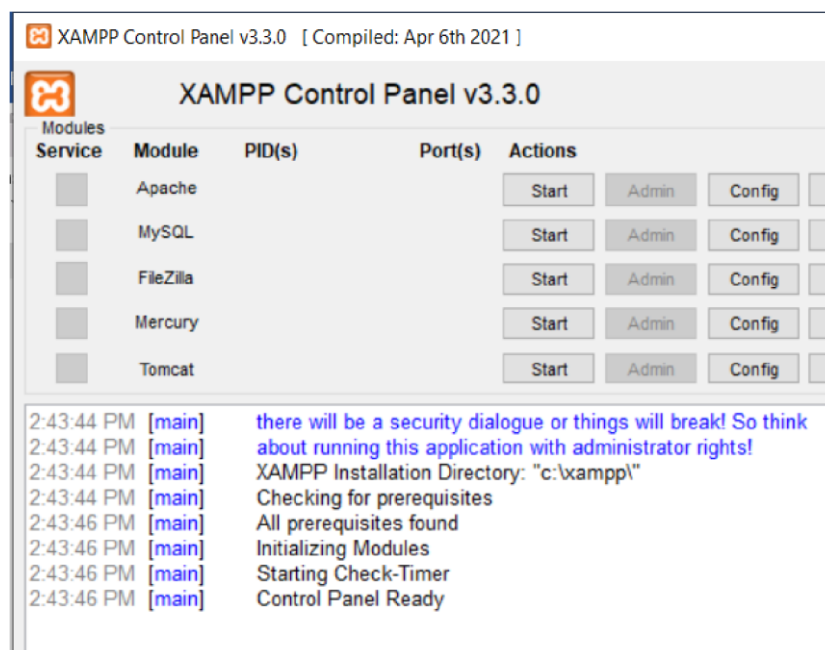 XAMPP Control Panel v3.3.0 [ Compiled: Apr 6th 2021 ]
XAMPP Control Panel v3.3.0
Modules
Service Module PID(s) Port(s) Actions
Apache Start Admin Config
MySQL Start Admin Config
FileZilla Start Admin Config
Mercury Start Admin Config
Tomcat Start Admin Config
2:43:44 PM [main] there will be a security dialogue or things will break! So think
2:43:44 PM [main] about running this application with administrator rights!
2:43:44 PM [main] XAMPP Installation Directory: "c:\xampp\"
2:43:44 PM [main] Checking for prerequisites
2:43:46 PM [main] All prerequisites found
2:43:46 PM [main] Initializing Modules
2:43:46 PM [main] Starting Check-Timer
2:43:46 PM [main] Control Panel Ready